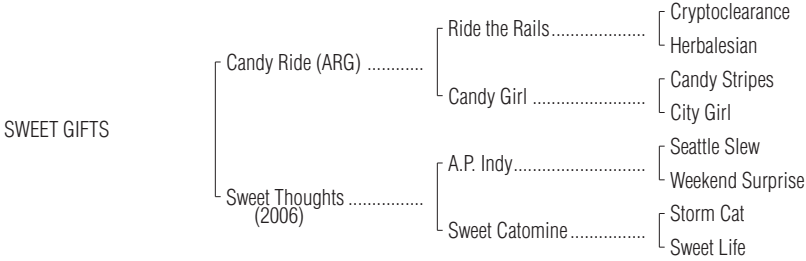 Cryptoclearance
Ride the Rails.....................
Herbalesian
Candy Ride (ARG) ............
Candy Stripes
Candy Girl .........................
City Girl
SWEET GIFTS
Seattle Slew
A.P. Indy.............................
Weekend Surprise
Sweet Thoughts ................
(2006)
Storm Cat
Sweet Catomine................
Sweet Life